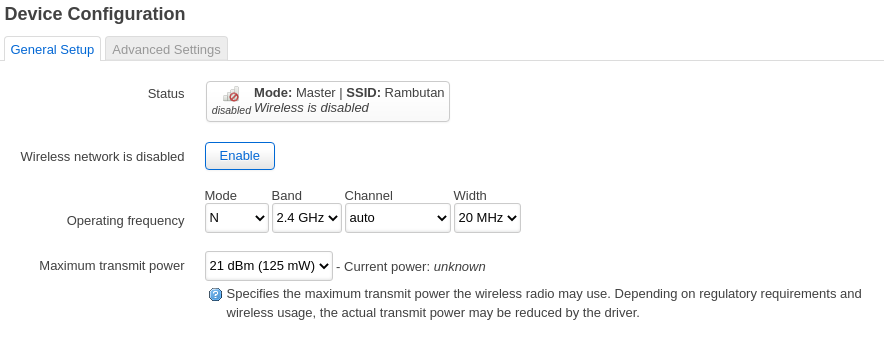 Device Configuration
General Setup Advanced Settings
Status
disabled
Mode: Master | SSID: Rambutan
Wireless is disabled
Wireless network is disabled Enable
Mode Band Channel Width
Operating frequency N 2.4 GHz auto 20 MHz
Maximum transmit power 21 dBm (125 mW) - Current power: unknown
Specifies the maximum transmit power the wireless radio may use. Depending on regulatory requirements and
wireless usage, the actual transmit power may be reduced by the driver.